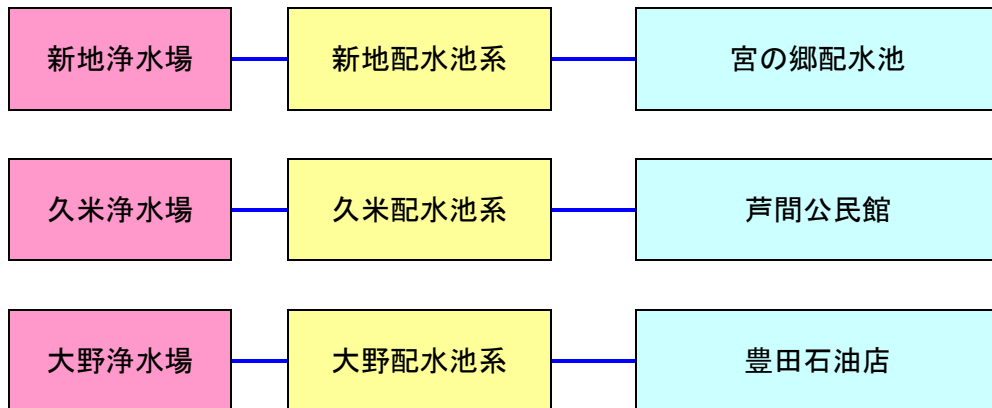 新地浄水場 新地配水池系 宮の郷配水池
久米浄水場 久米配水池系 芦間公民館
大野浄水場 大野配水池系 豊田石油店